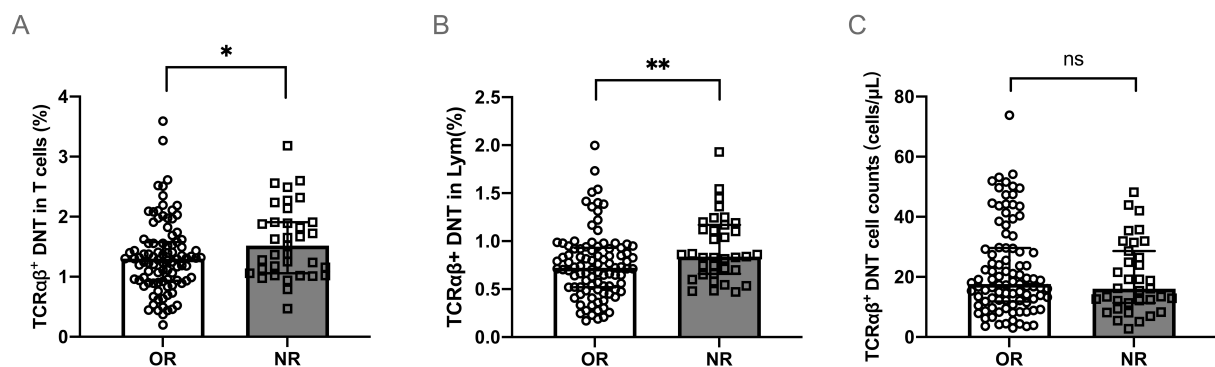 A
B
C
*
**
ns
TCRαβ⁺ DNT in T cells (%)
4
3
2
1
0
OR
NR
TCRαβ+ DNT in Lym(%)
2.5
2.0
1.5
1.0
0.5
0.0
OR
NR
TCRαβ⁺ DNT cell counts (cells/μL)
80
60
40
20
0
OR
NR